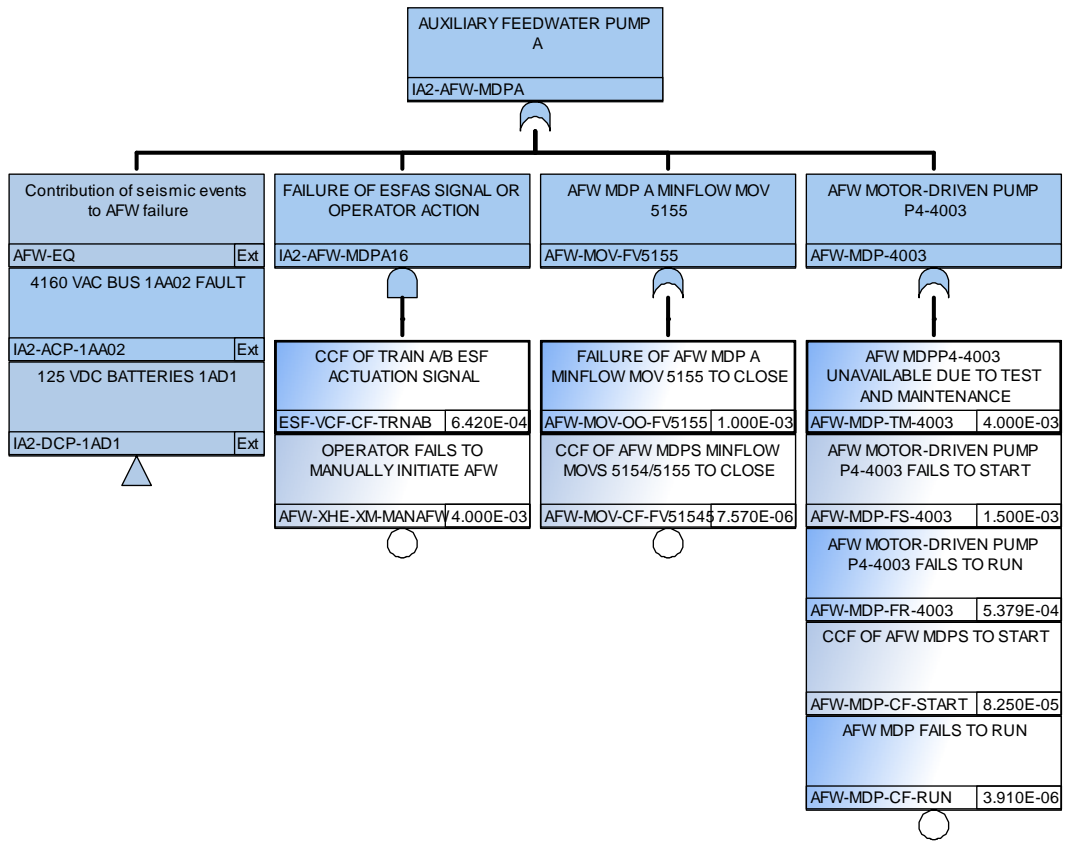 AUXILIARY FEEDWATER PUMP
A
IA2-AFW-MDPA
Contribution of seismic events
to AFW failure
AFW-EQ Ext
4160 VAC BUS 1AA02 FAULT
IA2-ACP-1AA02 Ext
125 VDC BATTERIES 1AD1
IA2-DCP-1AD1 Ext
FAILURE OF ESFAS SIGNAL OR
OPERATOR ACTION
IA2-AFW-MDPA16
CCF OF TRAIN A/B ESF
ACTUATION SIGNAL
ESF-VCF-CF-TRNAB 6.420E-04
OPERATOR FAILS TO
MANUALLY INITIATE AFW
AFW-XHE-XM-MANAFW 4.000E-03
AFW MDP A MINFLOW MOV
5155
AFW-MOV-FV5155
FAILURE OF AFW MDP A
MINFLOW MOV 5155 TO CLOSE
AFW-MOV-OO-FV5155 1.000E-03
CCF OF AFW MDPS MINFLOW
MOVS 5154/5155 TO CLOSE
AFW-MOV-CF-FV51545 7.570E-06
AFW MOTOR-DRIVEN PUMP
P4-4003
AFW-MDP-4003
AFW MDPP4-4003
UNAVAILABLE DUE TO TEST
AND MAINTENANCE
AFW-MDP-TM-4003 4.000E-03
AFW MOTOR-DRIVEN PUMP
P4-4003 FAILS TO START
AFW-MDP-FS-4003 1.500E-03
AFW MOTOR-DRIVEN PUMP
P4-4003 FAILS TO RUN
AFW-MDP-FR-4003 5.379E-04
CCF OF AFW MDPS TO START
AFW-MDP-CF-START 8.250E-05
AFW MDP FAILS TO RUN
AFW-MDP-CF-RUN 3.910E-06